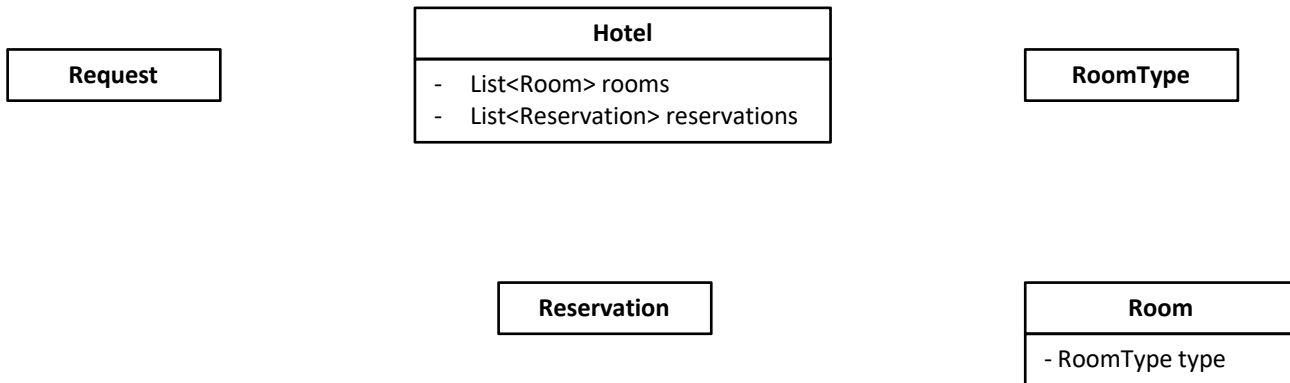 Hotel
Request
RoomType
- List<Room> rooms
- List<Reservation> reservations
Reservation
Room
- RoomType type